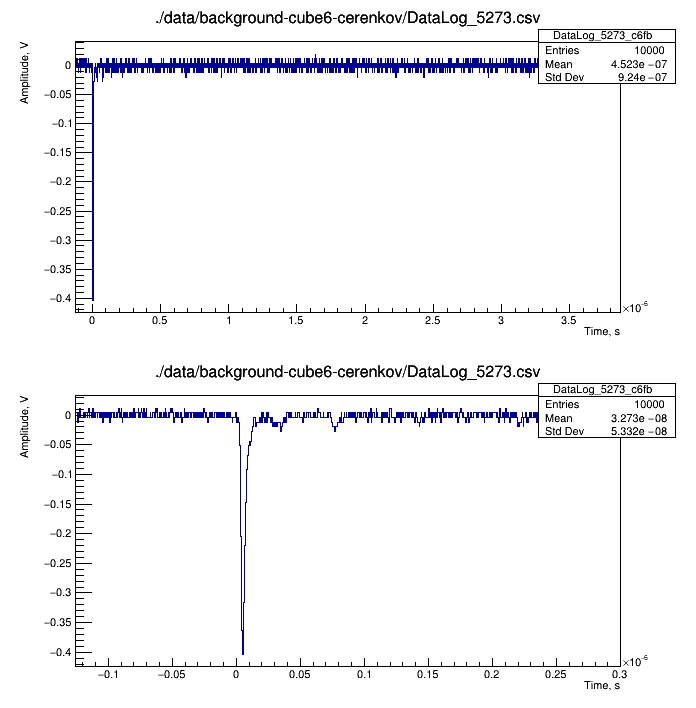 ./data/background-cube6-cerenkov/DataLog_5273.csv
DataLog_5273_c6fb
Entries 10000
Mean 4.523e −07
Std Dev 9.24e −07
Amplitude, V
0
−0.05
−0.1
−0.15
−0.2
−0.25
−0.3
−0.35
−0.4
0 0.5 1 1.5 2 2.5 3 3.5
×10⁻⁶
Time, s
./data/background-cube6-cerenkov/DataLog_5273.csv
DataLog_5273_c6fb
Entries 10000
Mean 3.273e −08
Std Dev 5.332e −08
Amplitude, V
0
−0.05
−0.1
−0.15
−0.2
−0.25
−0.3
−0.35
−0.4
−0.1 −0.05 0 0.05 0.1 0.15 0.2 0.25 0.3
×10⁻⁶
Time, s